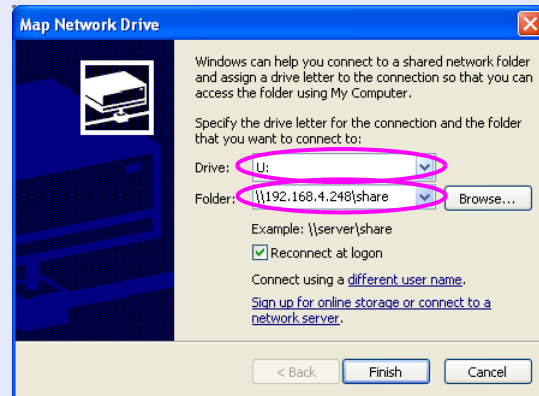 Map Network Drive
Windows can help you connect to a shared network folder
and assign a drive letter to the connection so that you can
access the folder using My Computer.
Specify the drive letter for the connection and the folder
that you want to connect to:
Drive: U:
Folder: \\192.168.4.248\share Browse...
Example: \\server\share
Reconnect at logon
Connect using a different user name.
Sign up for online storage or connect to a
network server.
< Back Finish Cancel